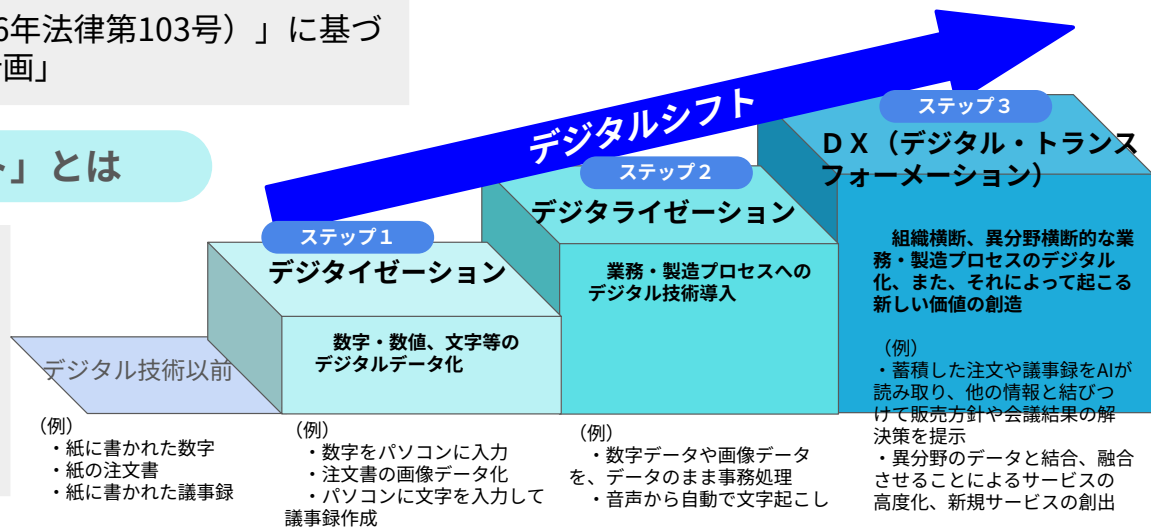 6年法律第103号）」に基づ
画」
ト」とは
デジタルシフト
ステップ１
デジタイゼーション
数字・数値、文字等の
デジタルデータ化
ステップ２
デジタライゼーション
業務・製造プロセスへの
デジタル技術導入
ステップ３
ＤＸ（デジタル・トランス
フォーメーション）
組織横断、異分野横断的な業
務・製造プロセスのデジタル
化、また、それによって起こる
新しい価値の創造
（例）
・蓄積した注文や議事録をAIが
読み取り、他の情報と結びつ
けて販売方針や会議結果の解
決策を提示
・異分野のデータと結合、融合
させることによるサービスの
高度化、新規サービスの創出
デジタル技術以前
（例）
・紙に書かれた数字
・紙の注文書
・紙に書かれた議事録
（例）
・数字をパソコンに入力
・注文書の画像データ化
・パソコンに文字を入力して
議事録作成
（例）
・数字データや画像データ
を、データのまま事務処理
・音声から自動で文字起こし